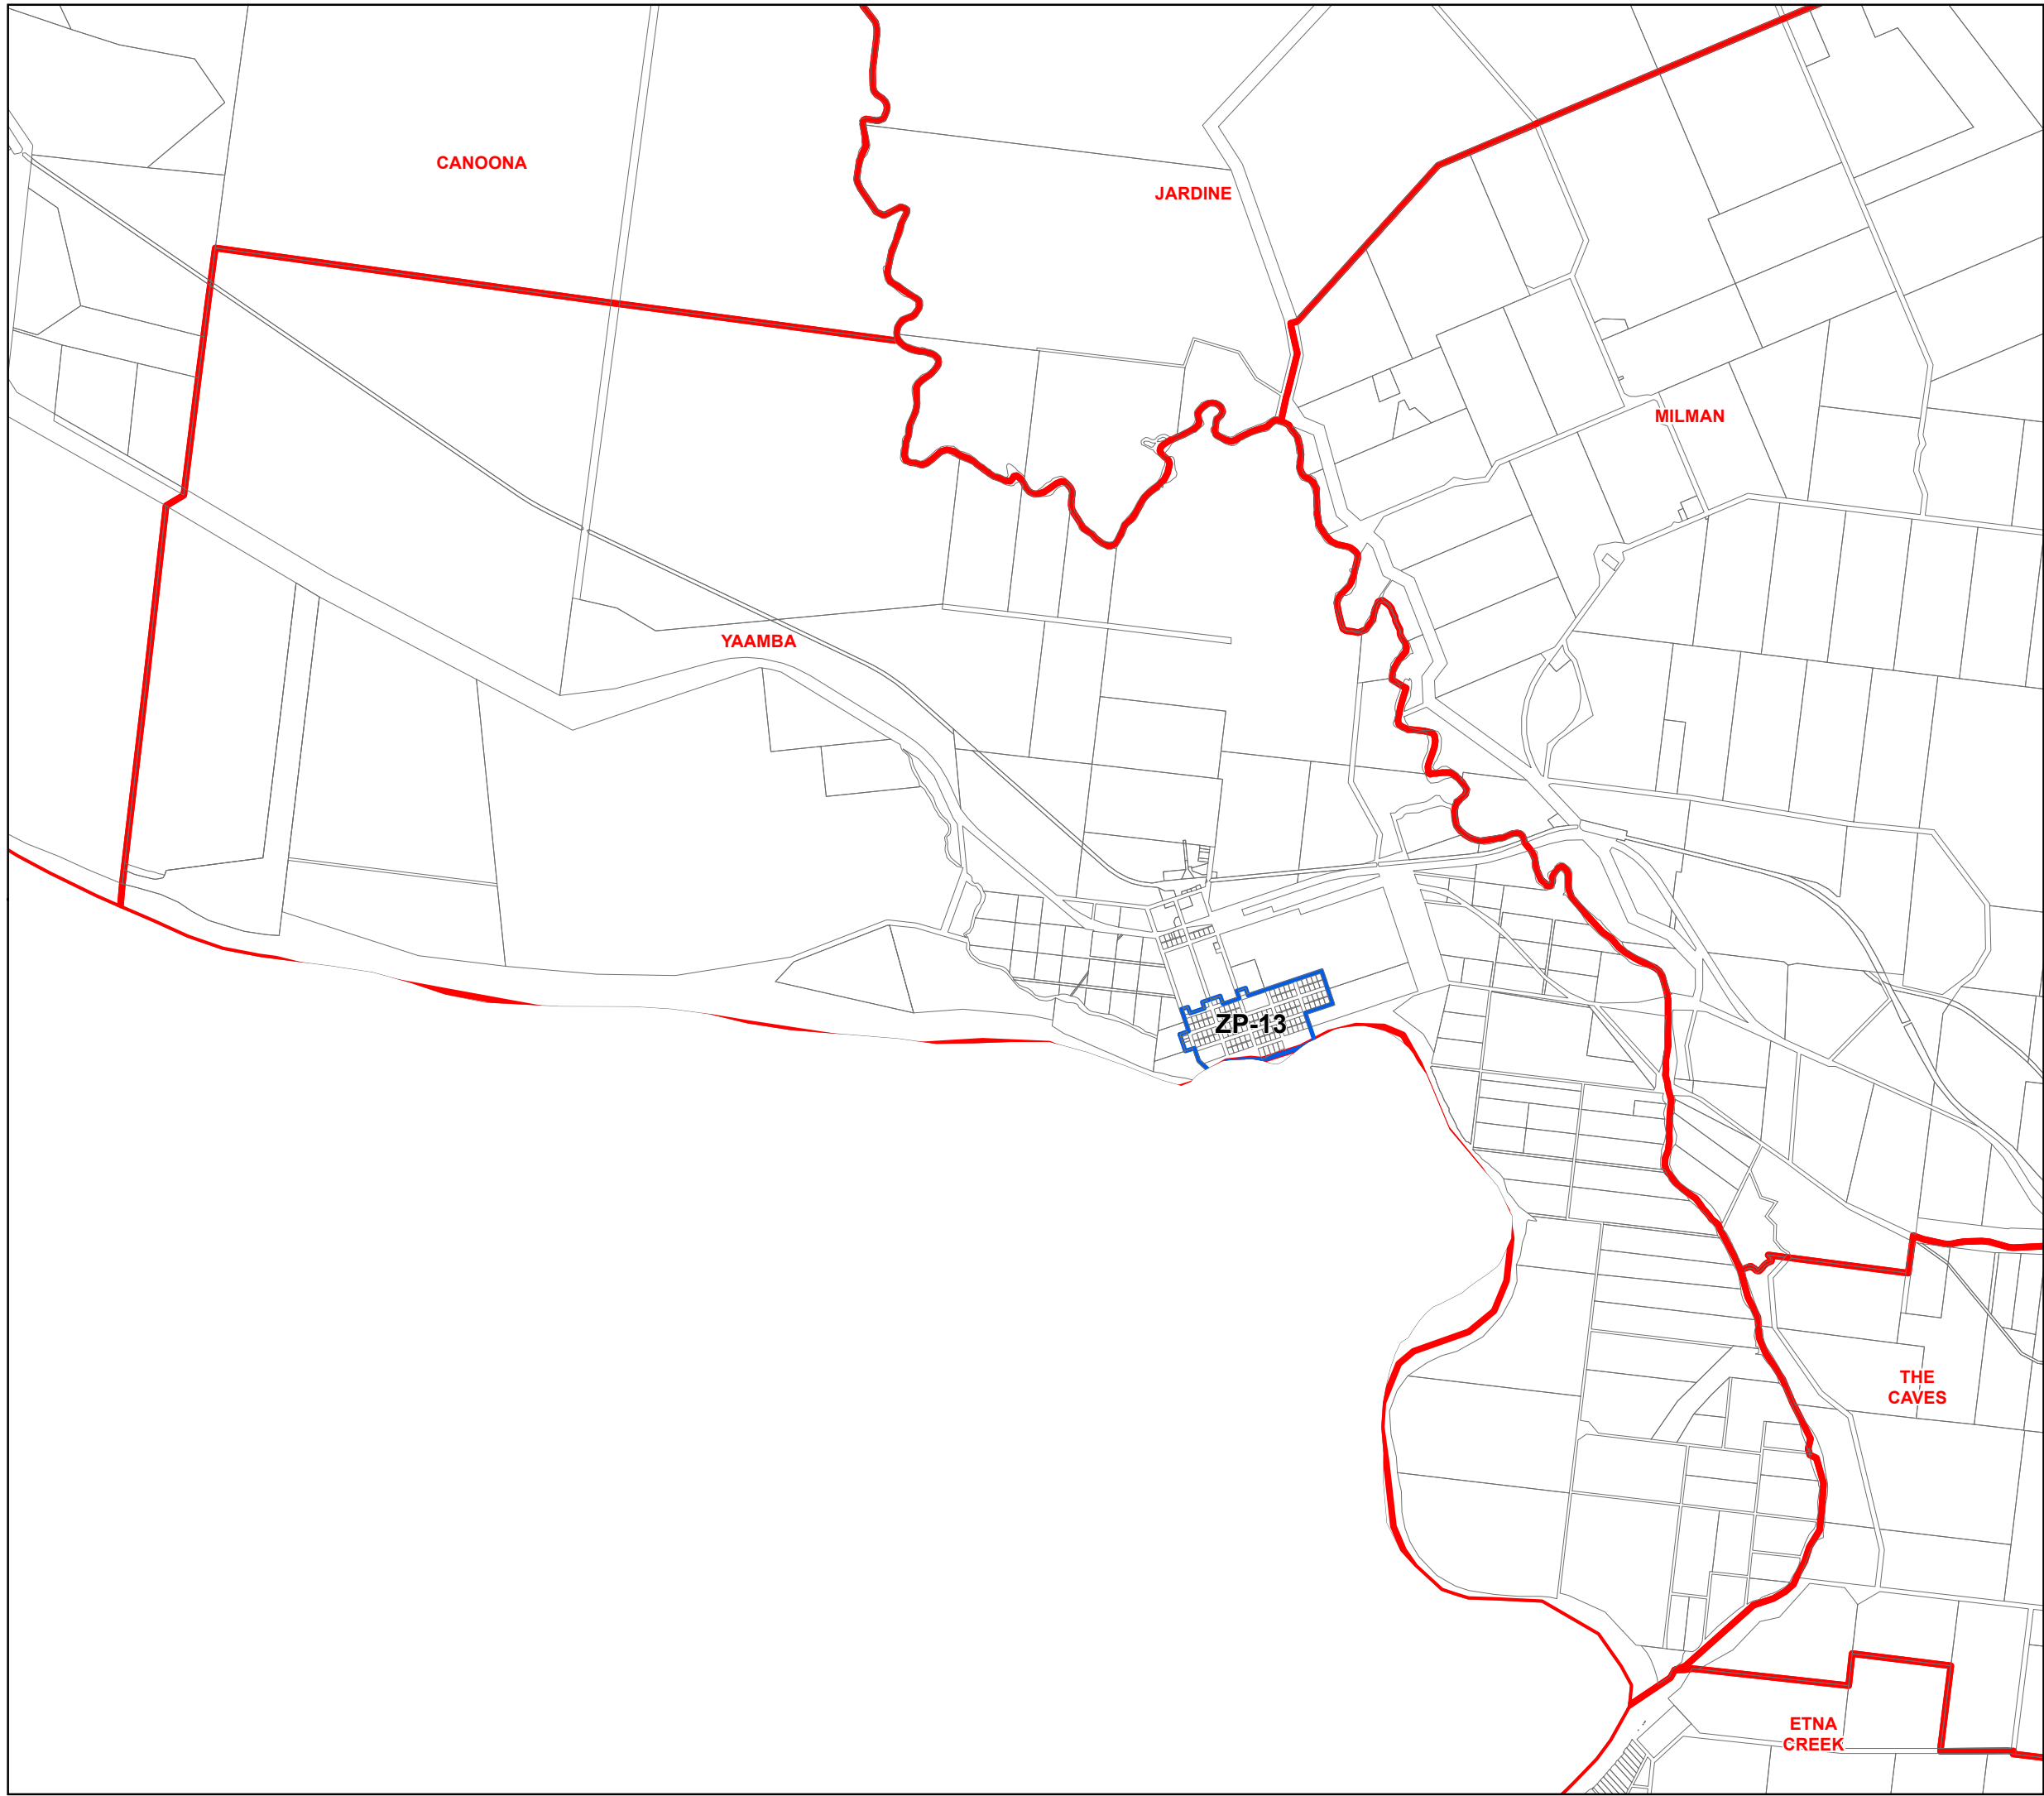 CANOONA
JARDINE
MILMAN
YAAMBA
ZP-13
THE
CAVES
ETNA
CREEK